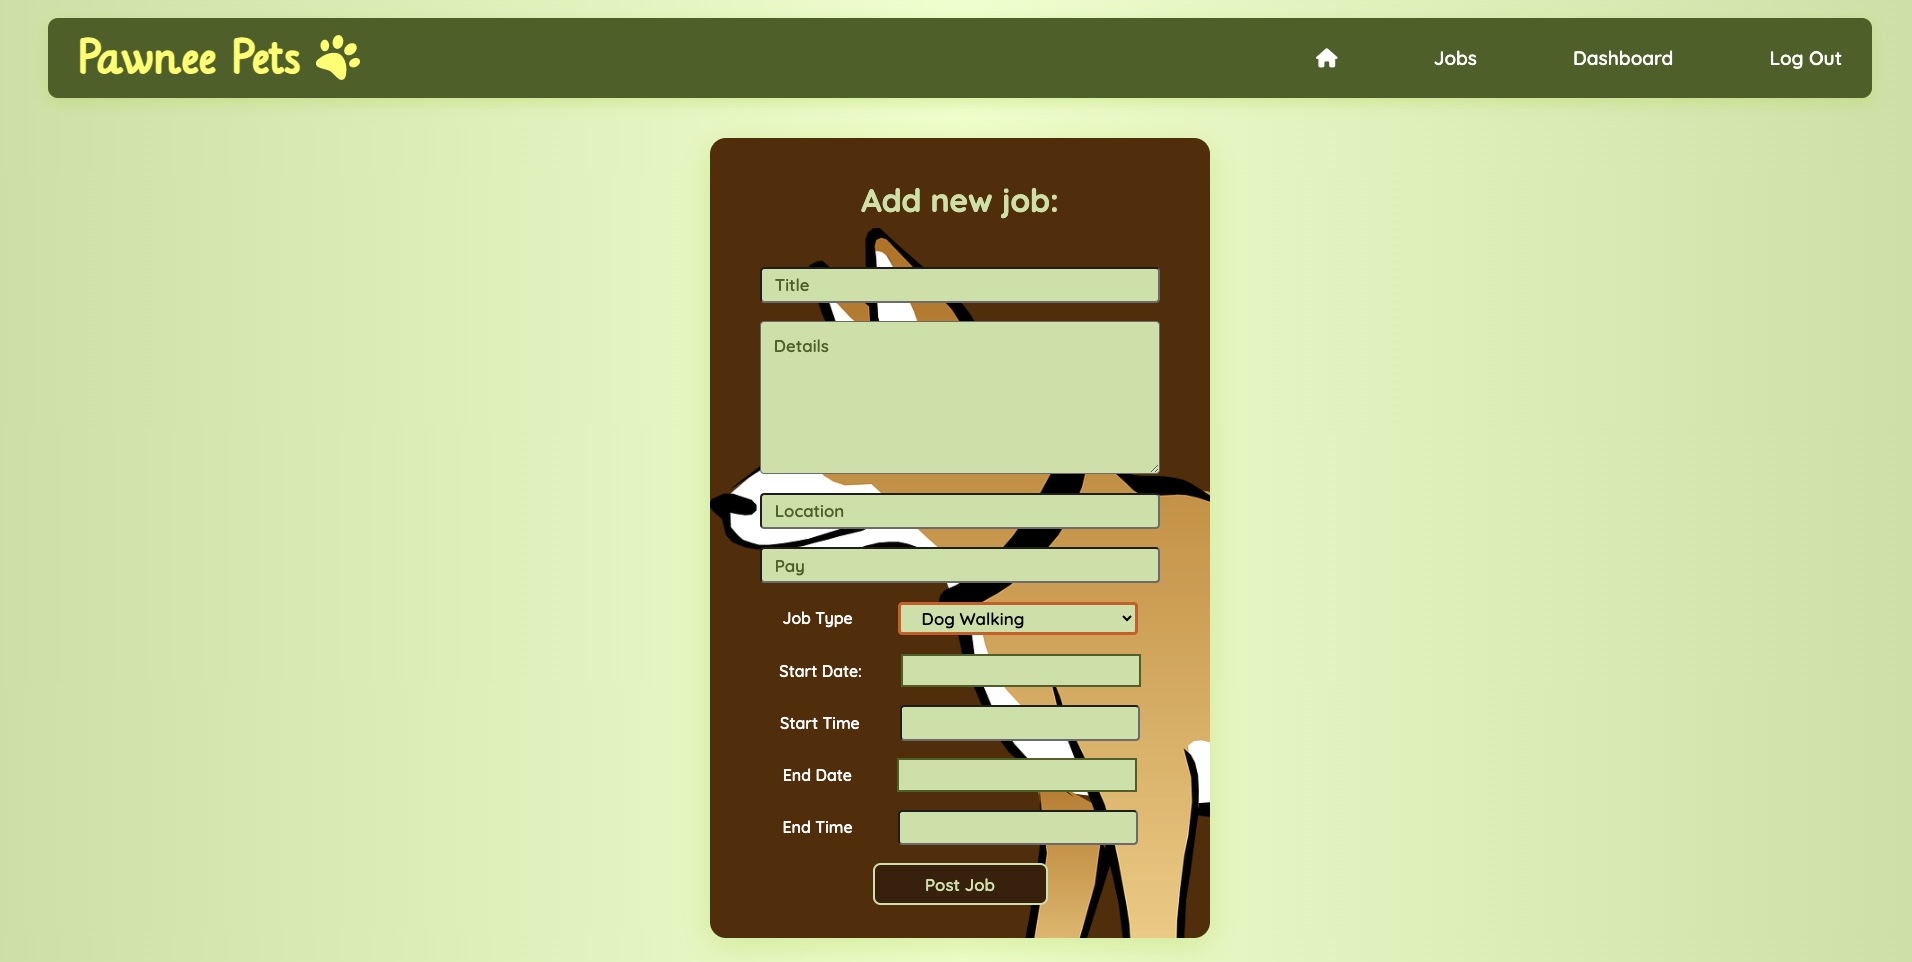 Pawnee Pets
Jobs
Dashboard
Log Out
Add new job:
Title
Details
Location
Pay
Job Type
Dog Walking
Start Date:
Start Time
End Date
End Time
Post Job